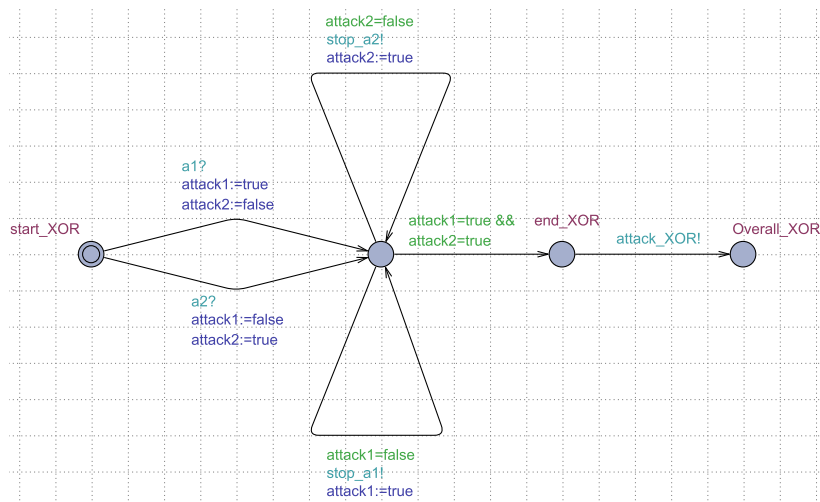 attack2=false
stop_a2!
attack2:=true
a1?
attack1:=true
attack2:=false
start_XOR
attack1=true &&
attack2=true
end_XOR
attack_XOR!
Overall_XOR
a2?
attack1:=false
attack2:=true
attack1=false
stop_a1!
attack1:=true